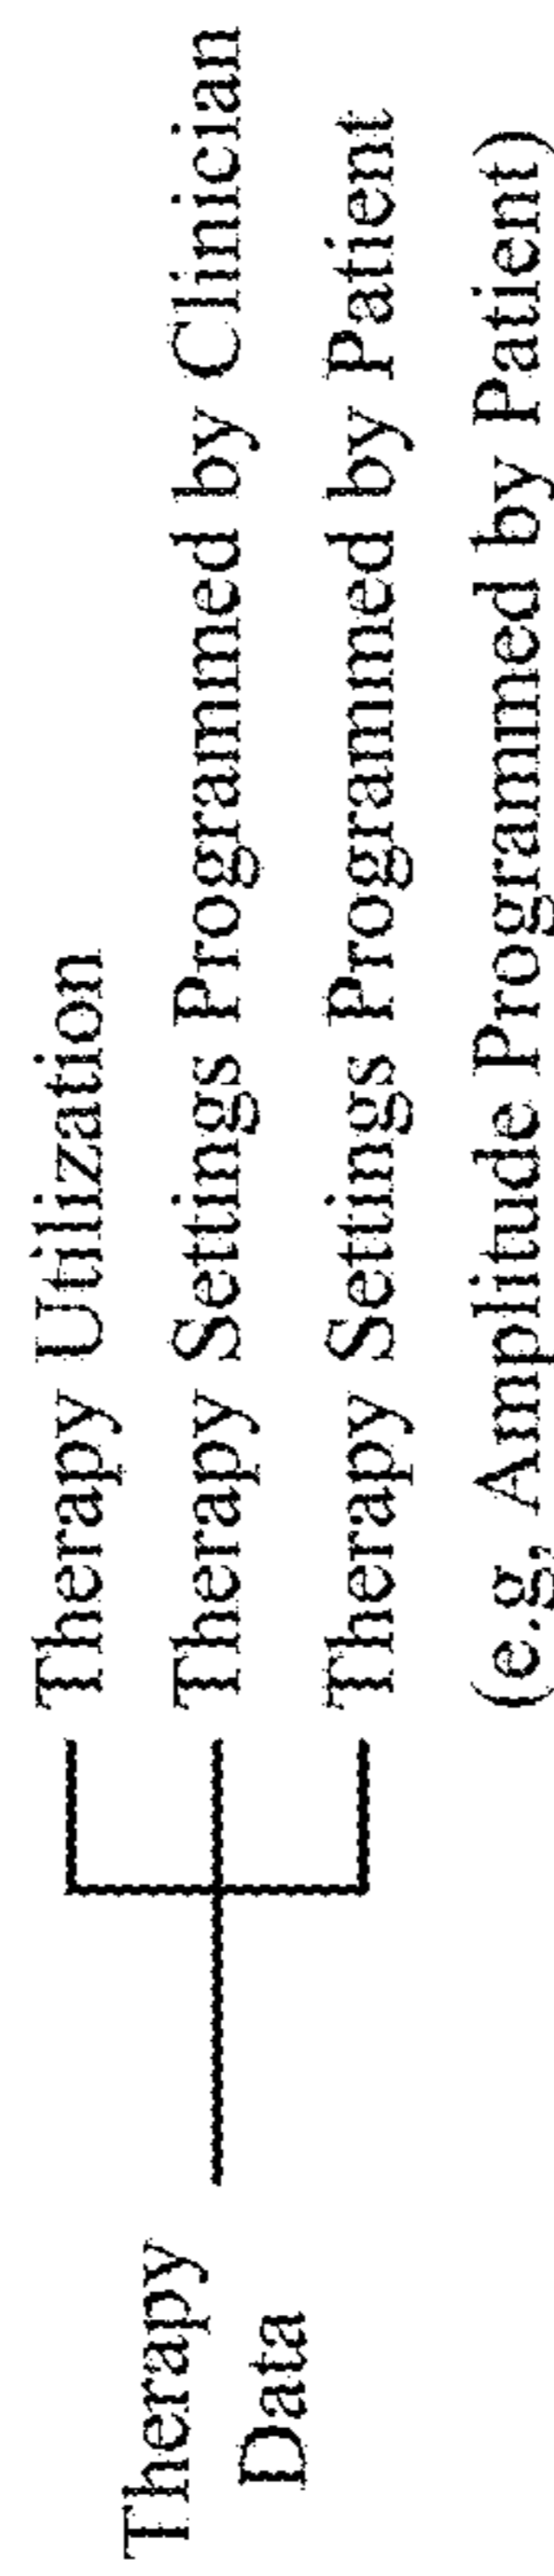 Therapy
Data
Therapy Utilization
Therapy Settings Programmed by Clinician
Therapy Settings Programmed by Patient
(e.g, Amplitude Programmed by Patient)